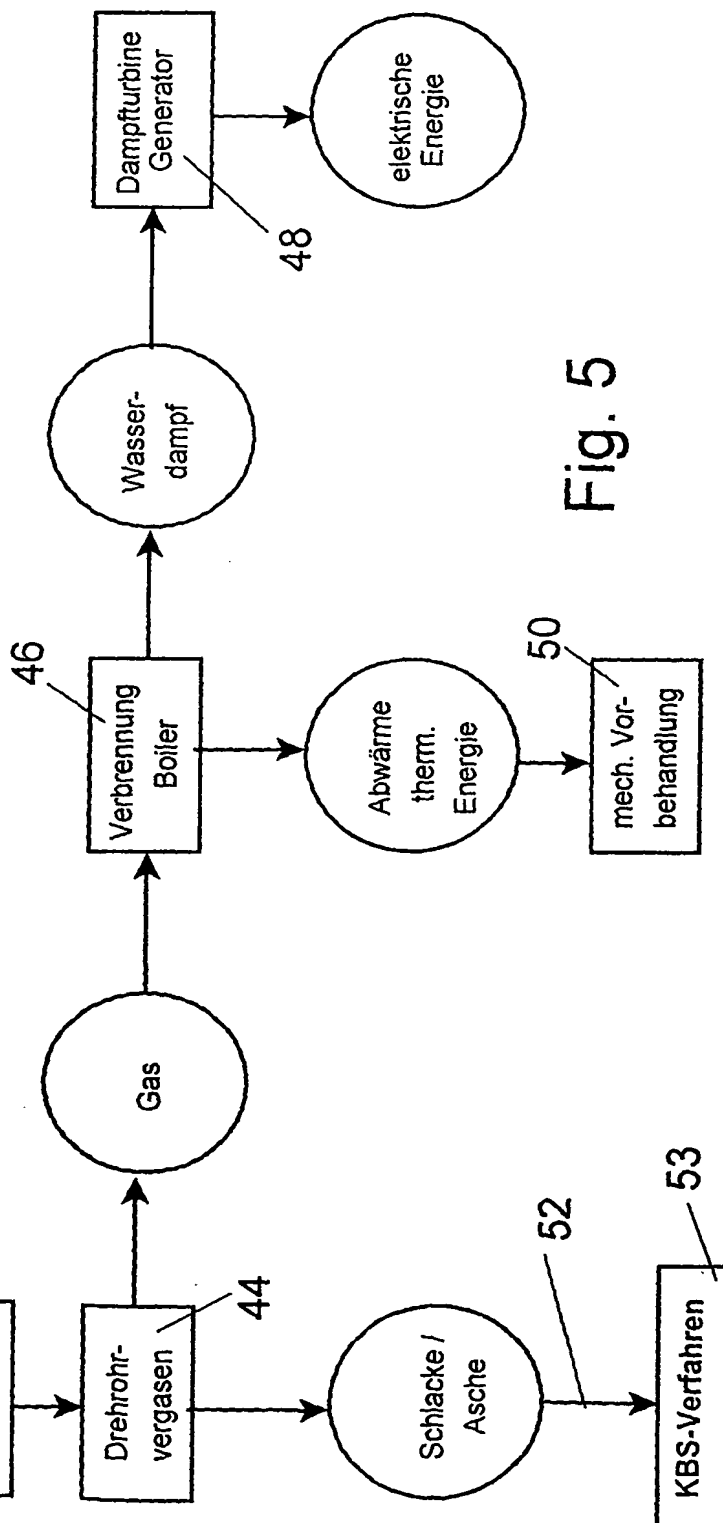 Drehrohr-
vergasen
44
Gas
Verbrennung
Boiler
46
Wasser-
dampf
Dampfturbine
Generator
48
elektrische
Energie
Abwärme
therm.
Energie
mech. Vor-
behandlung
50
Schlacke /
Asche
52
KBS-Verfahren
53
Fig. 5